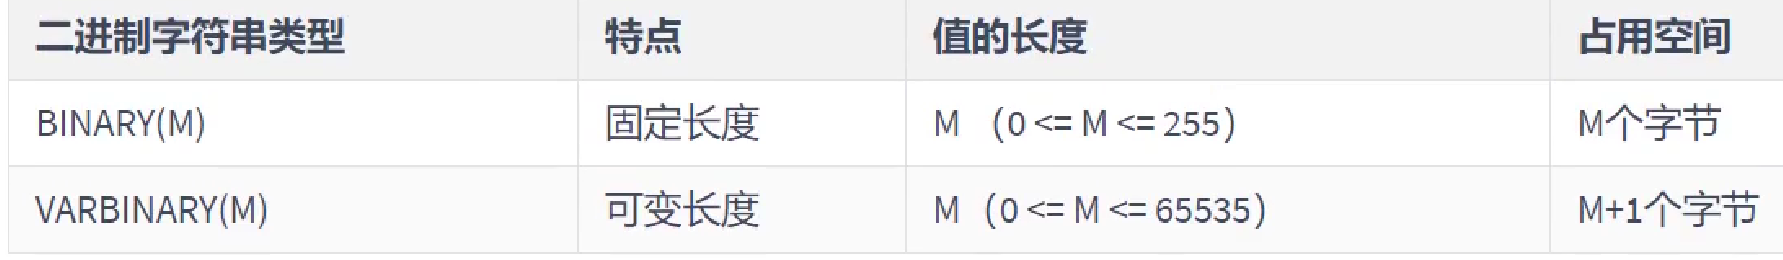 二进制字符串类型 特点 值的长度 占用空间
BINARY(M) 固定长度 M （0 <= M <= 255） M个字节
VARBINARY(M) 可变长度 M（0 <= M <= 65535） M+1个字节